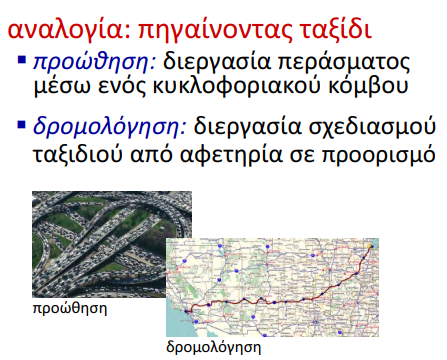 αναλογία: πηγαίνοντας ταξίδι
▪ προώθηση: διεργασία περάσματος
μέσω ενός κυκλοφοριακού κόμβου
▪ δρομολόγηση: διεργασία σχεδιασμού
ταξιδιού από αφετηρία σε προορισμό
προώθηση
δρομολόγηση